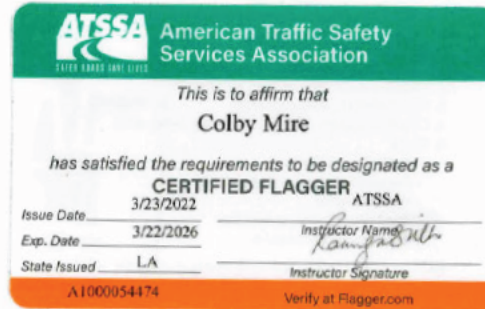 ATSSA
SAFER ROADS SAVE LIVES
American Traffic Safety
Services Association
This is to affirm that
Colby Mire
has satisfied the requirements to be designated as a
CERTIFIED FLAGGER
Issue Date 3/23/2022
ATSSA
Instructor Name
Exp. Date 3/22/2026
State Issued LA
Instructor Signature
A1000054474
Verify at Flagger.com